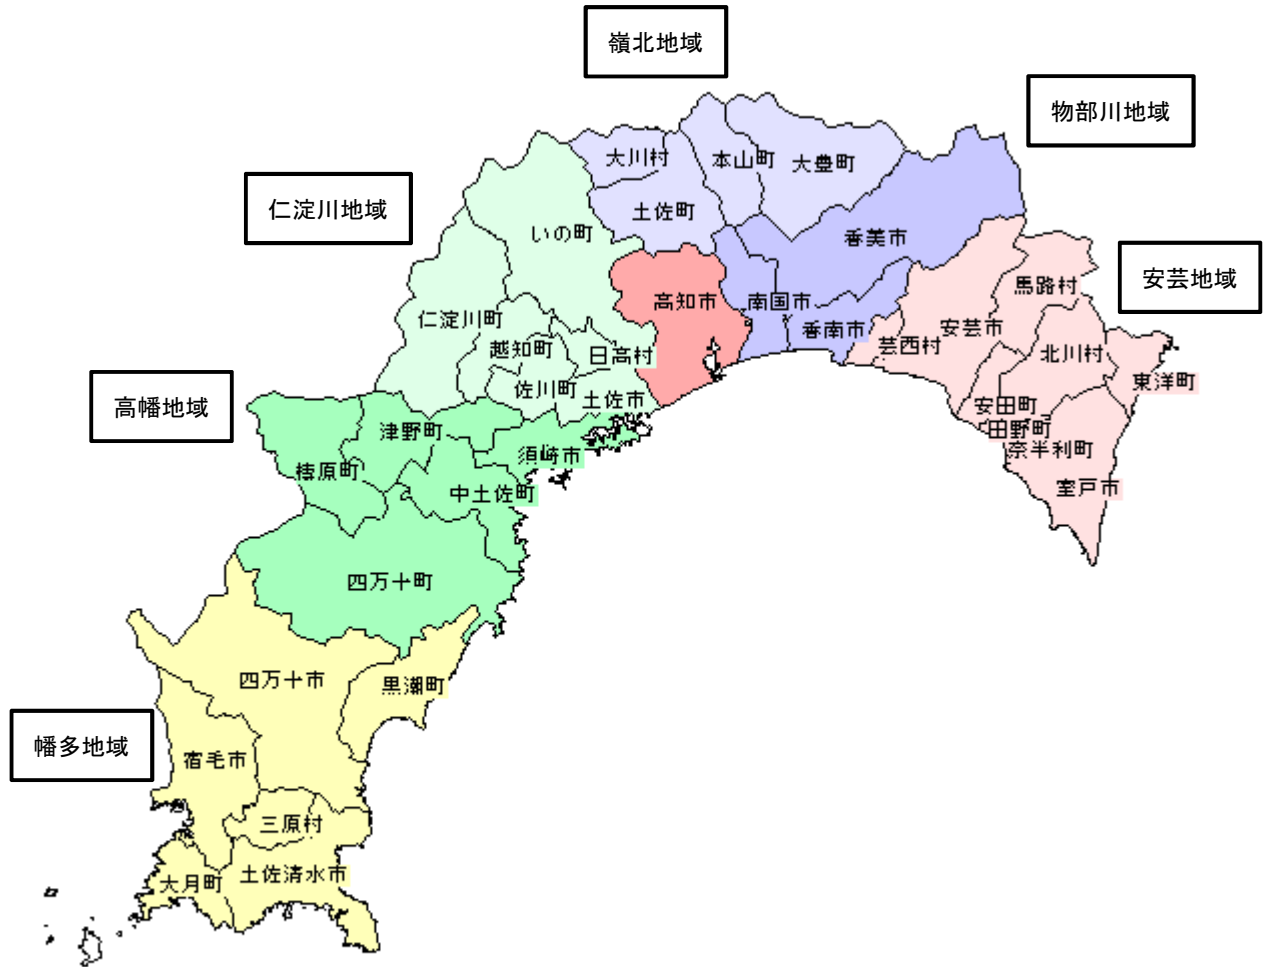 嶺北地域
物部川地域
大川村
本山町
大豊町
仁淀川地域
土佐町
いの町
香美市
安芸地域
馬路村
高知市
南国市
仁淀川町
香南市
安芸市
芸西村
越知町
日高村
北川村
東洋町
佐川町
土佐市
安田町
高幡地域
津野町
田野町
奈半利町
須崎市
梼原町
中土佐町
室戸市
四万十町
四万十市
黒潮町
幡多地域
宿毛市
三原村
大月町
土佐清水市